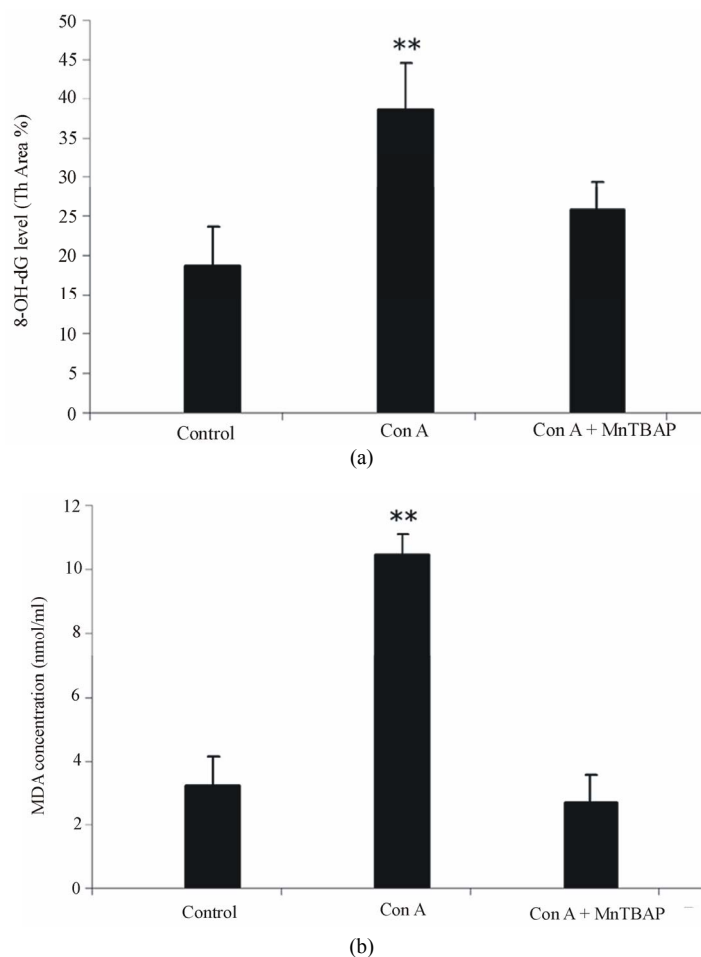 50
45
40
35
30
25
20
15
10
5
0
8-OH-dG level (Th Area %)
**
Control
Con A
Con A + MnTBAP
(a)
12
10
8
6
4
2
0
MDA concentration (nmol/ml)
**
Control
Con A
Con A + MnTBAP
(b)